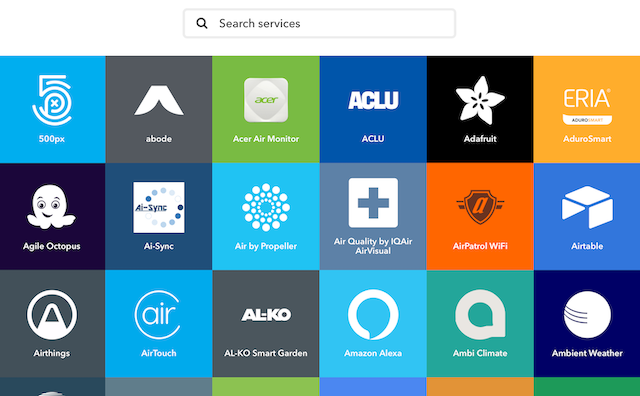 Search services
500px
abode
acer
Acer Air Monitor
ACLU
ACLU
Adafruit
ERIA®
ADUROSMART
AduroSmart
Agile Octopus
Ai-Sync
Ai-Sync
Air by Propeller
Air Quality by IQAir
AirVisual
AirPatrol WiFi
Airtable
Airthings
air
AirTouch
AL-KO
AL-KO Smart Garden
Amazon Alexa
Ambi Climate
Ambient Weather